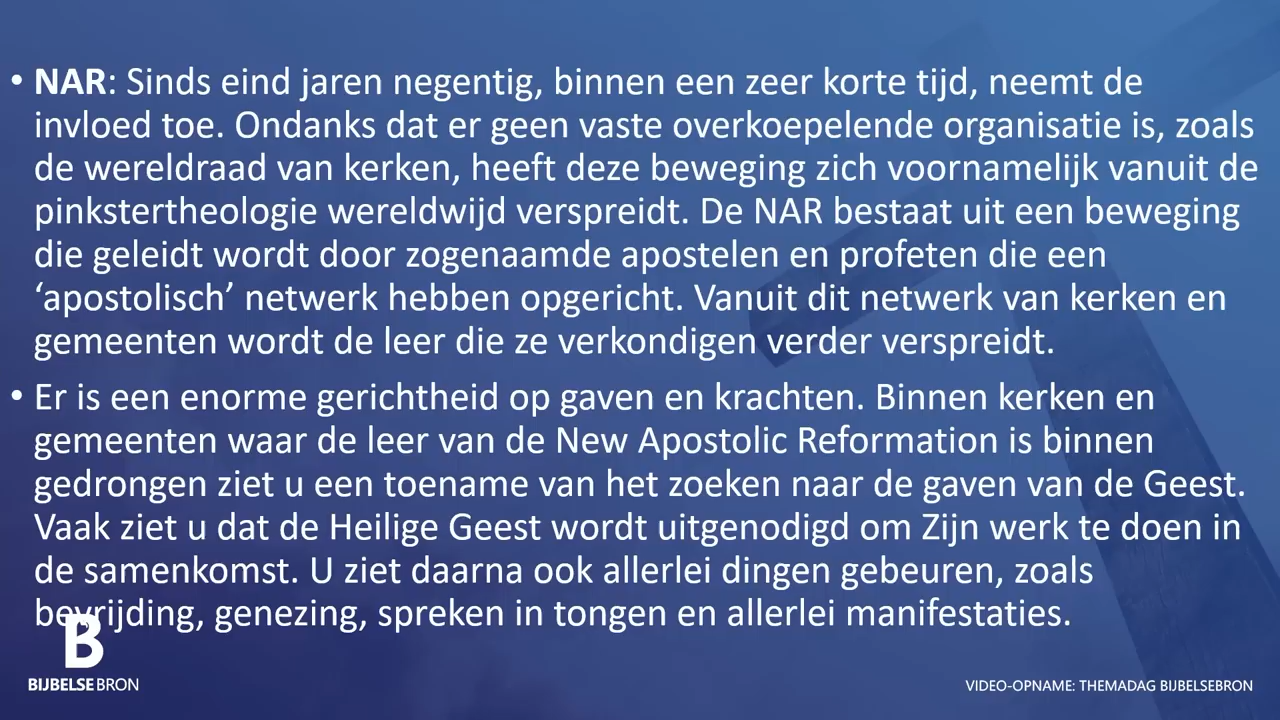 • NAR: Sinds eind jaren negentig, binnen een zeer korte tijd, neemt de
invloed toe. Ondanks dat er geen vaste overkoepelende organisatie is, zoals
de wereldraad van kerken, heeft deze beweging zich voornamelijk vanuit de
pinkstertheologie wereldwijd verspreidt. De NAR bestaat uit een beweging
die geleidt wordt door zogenaamde apostelen en profeten die een
‘apostolisch’ netwerk hebben opgericht. Vanuit dit netwerk van kerken en
gemeenten wordt de leer die ze verkondigen verder verspreidt.
• Er is een enorme gerichtheid op gaven en krachten. Binnen kerken en
gemeenten waar de leer van de New Apostolic Reformation is binnen
gedrongen ziet u een toename van het zoeken naar de gaven van de Geest.
Vaak ziet u dat de Heilige Geest wordt uitgenodigd om Zijn werk te doen in
de samenkomst. U ziet daarna ook allerlei dingen gebeuren, zoals
bevrijding, genezing, spreken in tongen en allerlei manifestaties.
B
BIJBELSEBRON
VIDEO-OPNAME: THEMADAG BIJBELSEBRON